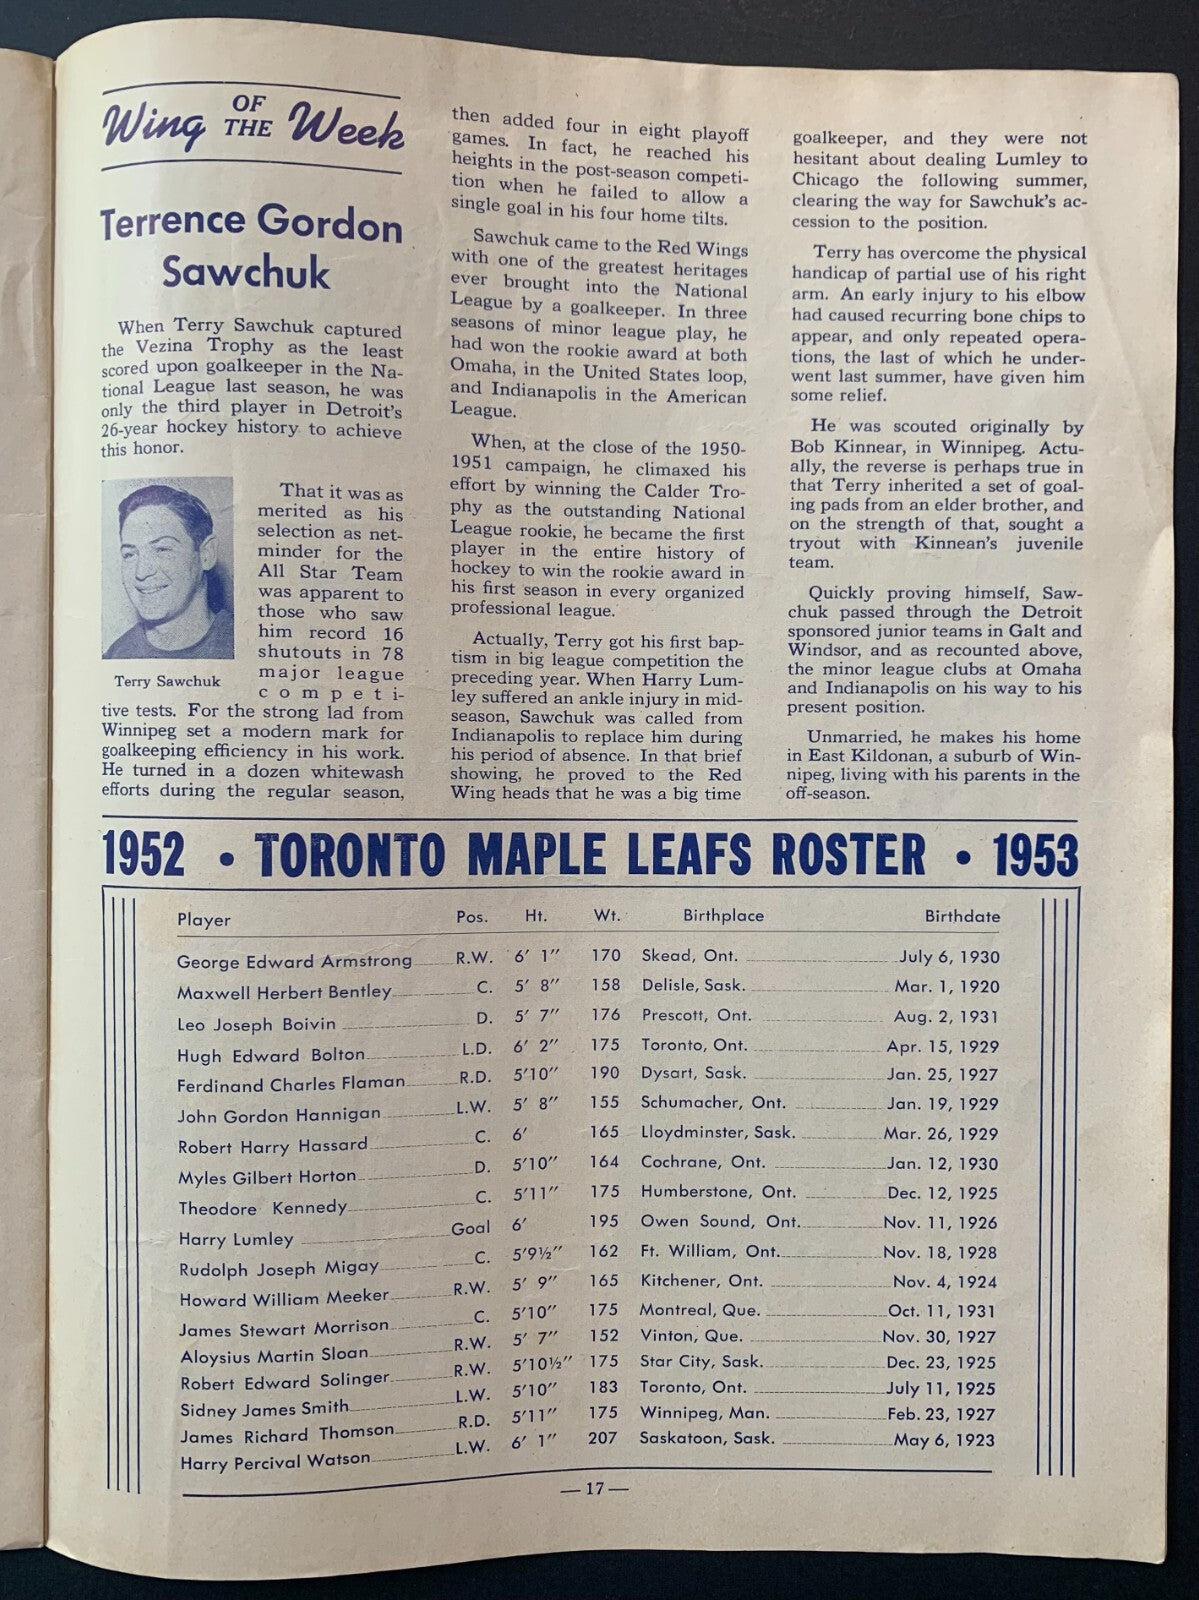 Wing OF THE Week
Terrence Gordon
Sawchuk
When Terry Sawchuk captured
the Vezina Trophy as the least
scored upon goalkeeper in the Na-
tional League last season, he was
only the third player in Detroit's
26-year hockey history to achieve
this honor.
Terry Sawchuk
That it was as
merited as his
selection as net-
minder for the
All Star Team
was apparent to
those who saw
him record 16
shutouts in 78
major league
competi-
tive tests. For the strong lad from
Winnipeg set a modern mark for
goalkeeping efficiency in his work.
He turned in a dozen whitewash
efforts during the regular season,
then added four in eight playoff
games. In fact, he reached his
heights in the post-season competi-
tion when he failed to allow a
single goal in his four home tilts.
Sawchuk came to the Red Wings
with one of the greatest heritages
ever brought into the National
League by a goalkeeper. In three
seasons of minor league play, he
had won the rookie award at both
Omaha, in the United States loop,
and Indianapolis in the American
League.
When, at the close of the 1950-
1951 campaign, he climaxed his
effort by winning the Calder Tro-
phy as the outstanding National
League rookie, he became the first
player in the entire history of
hockey to win the rookie award in
his first season in every organized
professional league.
Actually, Terry got his first bap-
tism in big league competition the
preceding year. When Harry Lum-
ley suffered an ankle injury in mid-
season, Sawchuk was called from
Indianapolis to replace him during
his period of absence. In that brief
showing, he proved to the Red
Wing heads that he was a big time
goalkeeper, and they were not
hesitant about dealing Lumley to
Chicago the following summer,
clearing the way for Sawchuk's ac-
cession to the position.
Terry has overcome the physical
handicap of partial use of his right
arm. An early injury to his elbow
had caused recurring bone chips to
appear, and only repeated opera-
tions, the last of which he under-
went last summer, have given him
some relief.
He was scouted originally by
Bob Kinnear, in Winnipeg. Actu-
ally, the reverse is perhaps true in
that Terry inherited a set of goal-
ing pads from an elder brother, and
on the strength of that, sought a
tryout with Kinnean's juvenile
team.
Quickly proving himself, Saw-
chuk passed through the Detroit
sponsored junior teams in Galt and
Windsor, and as recounted above,
the minor league clubs at Omaha
and Indianapolis on his way to his
present position.
Unmarried, he makes his home
in East Kildonan, a suburb of Win-
nipeg, living with his parents in the
off-season.
1952 • TORONTO MAPLE LEAFS ROSTER • 1953
Player Pos. Ht. Wt. Birthplace Birthdate
George Edward Armstrong R.W. 6' 1" 170 Skead, Ont. July 6, 1930
Maxwell Herbert Bentley C. 5' 8" 158 Delisle, Sask. Mar. 1, 1920
Leo Joseph Boivin D. 5' 7" 176 Prescott, Ont. Aug. 2, 1931
Hugh Edward Bolton L.D. 6' 2" 175 Toronto, Ont. Apr. 15, 1929
Ferdinand Charles Flaman R.D. 5'10" 190 Dysart, Sask. Jan. 25, 1927
John Gordon Hannigan L.W. 5' 8" 155 Schumacher, Ont. Jan. 19, 1929
Robert Harry Hassard C. 6' 165 Lloydminster, Sask. Mar. 26, 1929
Myles Gilbert Horton D. 5'10" 164 Cochrane, Ont. Jan. 12, 1930
Theodore Kennedy C. 5'11" 175 Humberstone, Ont. Dec. 12, 1925
Harry Lumley Goal 6' 195 Owen Sound, Ont. Nov. 11, 1926
Rudolph Joseph Migay C. 5'9½" 162 Ft. William, Ont. Nov. 18, 1928
Howard William Meeker R.W. 5' 9" 165 Kitchener, Ont. Nov. 4, 1924
James Stewart Morrison C. 5'10" 175 Montreal, Que. Oct. 11, 1931
Aloysius Martin Sloan R.W. 5' 7" 152 Vinton, Que. Nov. 30, 1927
Robert Edward Solinger R.W. 5'10½" 175 Star City, Sask. Dec. 23, 1925
Sidney James Smith L.W. 5'10" 183 Toronto, Ont. July 11, 1925
James Richard Thomson R.D. 5'11" 175 Winnipeg, Man. Feb. 23, 1927
Harry Percival Watson L.W. 6' 1" 207 Saskatoon, Sask. May 6, 1923
— 17 —